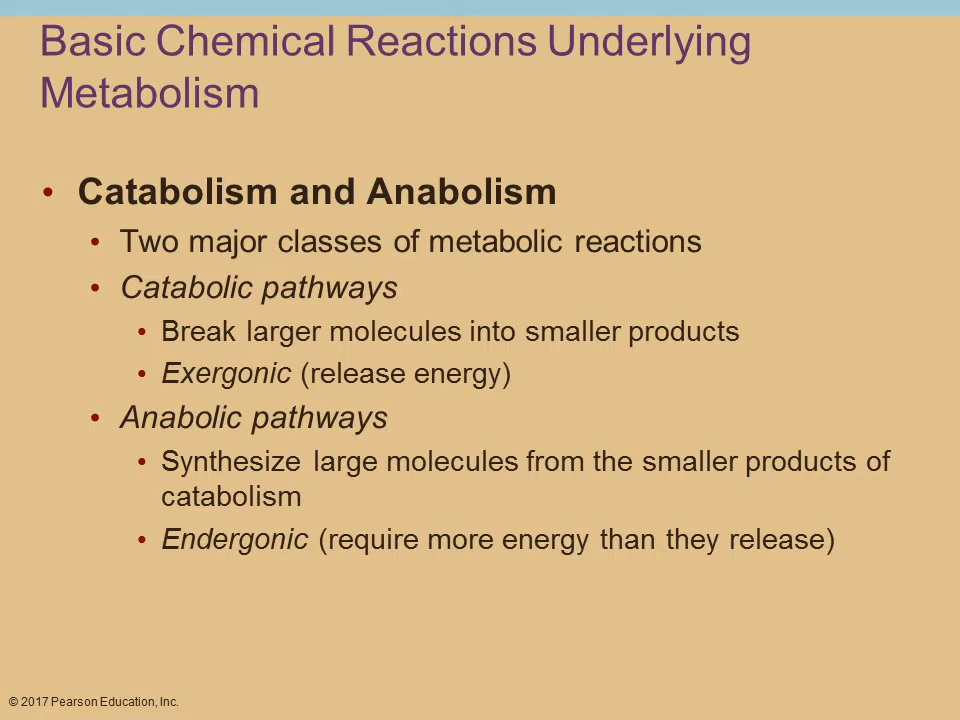 Basic Chemical Reactions Underlying
Metabolism
• Catabolism and Anabolism
• Two major classes of metabolic reactions
• Catabolic pathways
• Break larger molecules into smaller products
• Exergonic (release energy)
• Anabolic pathways
• Synthesize large molecules from the smaller products of
catabolism
• Endergonic (require more energy than they release)
© 2017 Pearson Education, Inc.